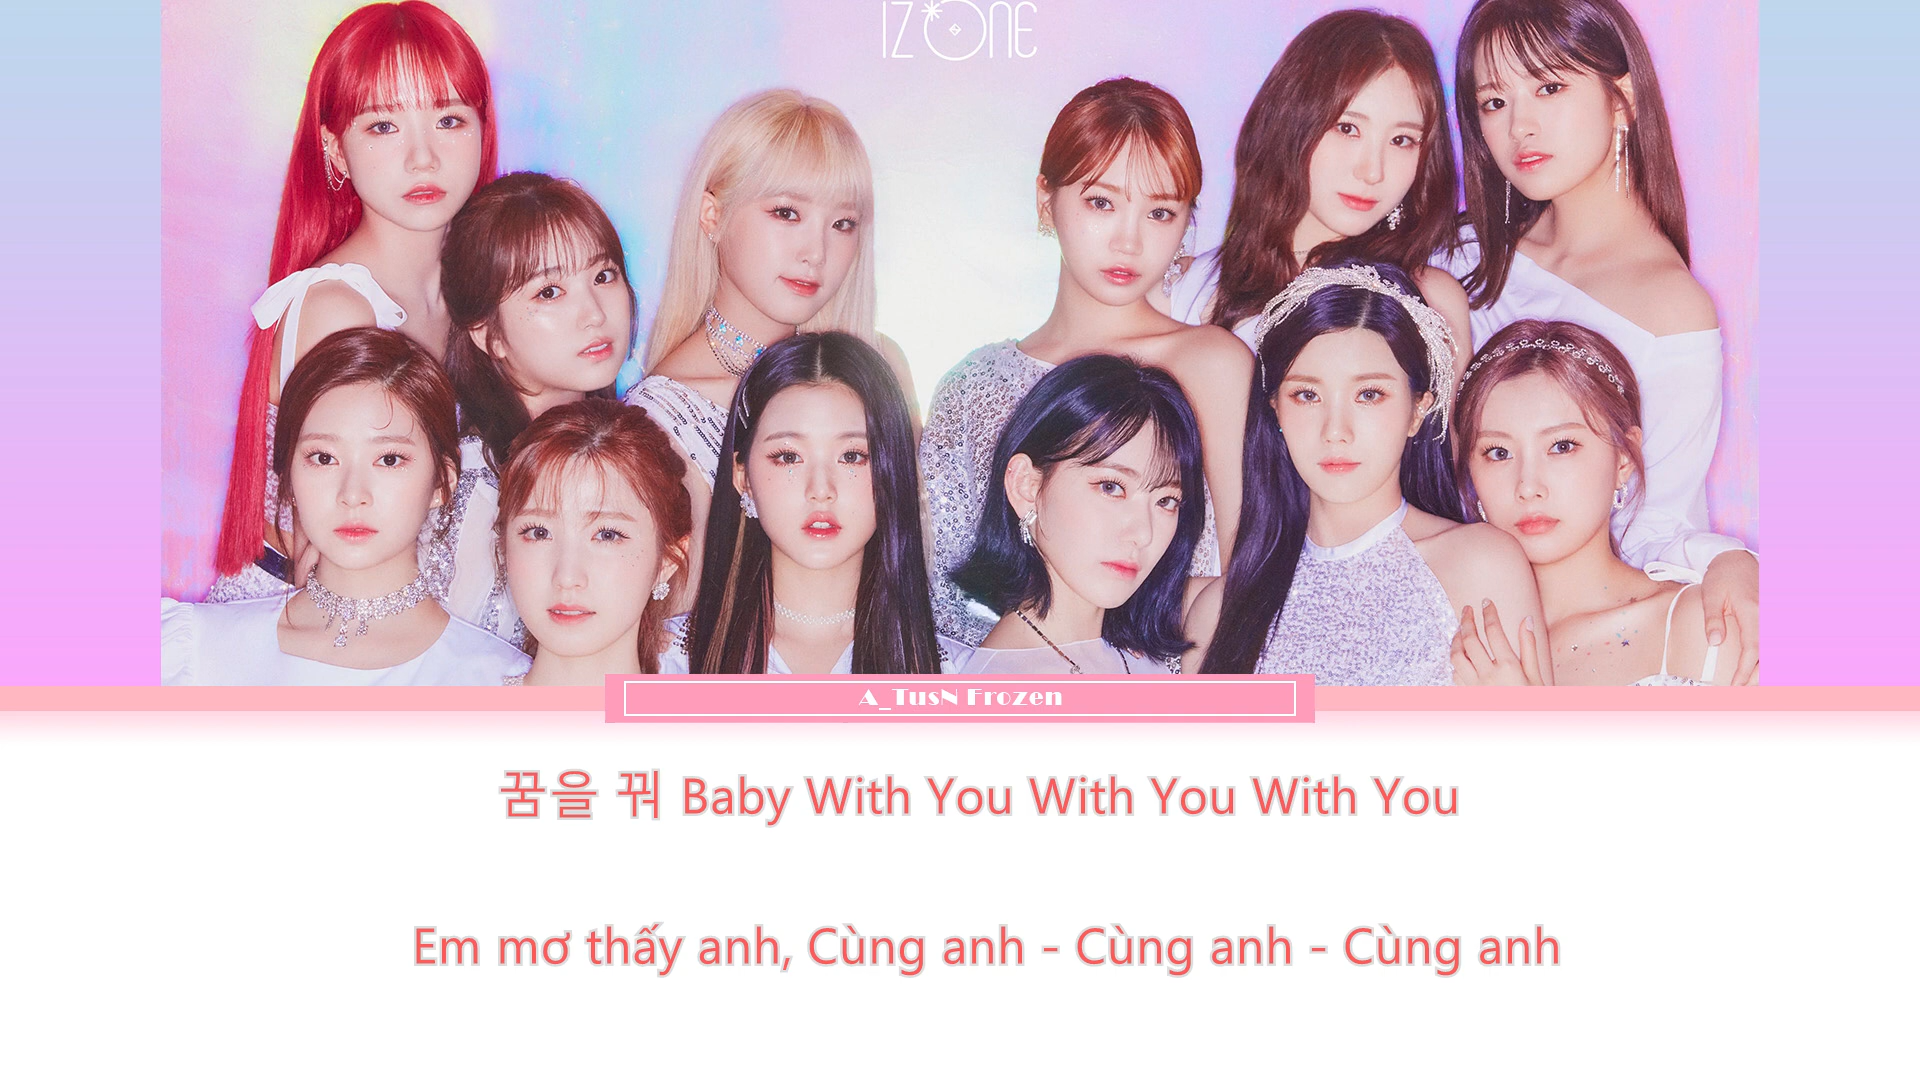 IZ*ONE
A_TusN Frozen
꿈을 꿔 Baby With You With You With You
Em mơ thấy anh, Cùng anh - Cùng anh - Cùng anh